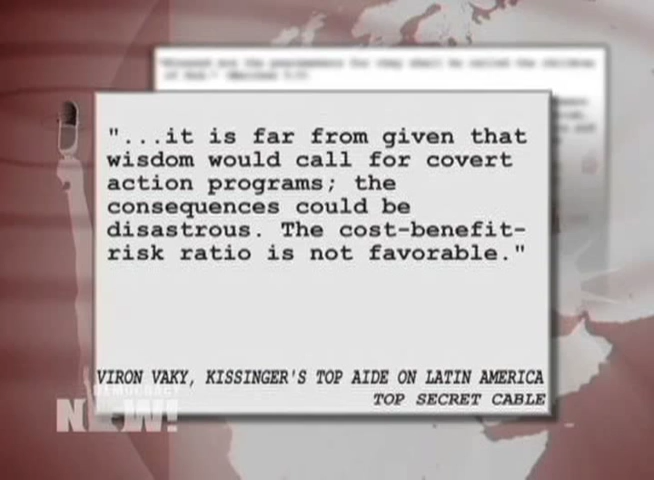 "...it is far from given that
wisdom would call for covert
action programs; the
consequences could be
disastrous. The cost-benefit-
risk ratio is not favorable."
VIRON VAKY, KISSINGER'S TOP AIDE ON LATIN AMERICA
TOP SECRET CABLE
DEMOCRACY
NOW!